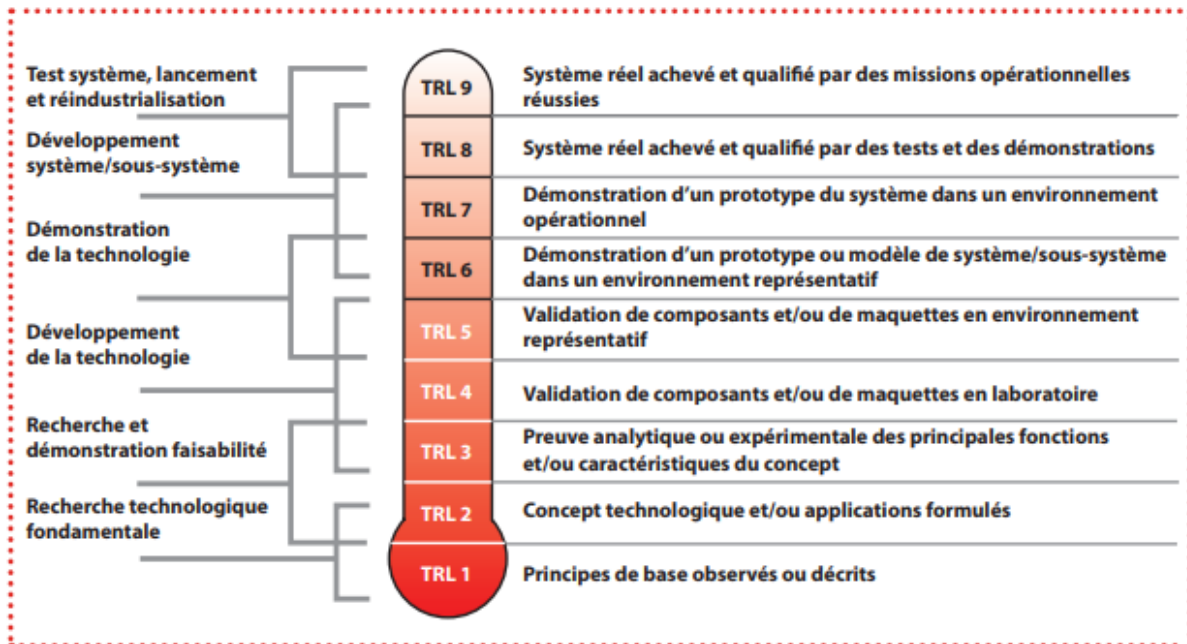 Test système, lancement
et réindustrialisation
Développement
système/sous-système
Démonstration
de la technologie
Développement
de la technologie
Recherche et
démonstration faisabilité
Recherche technologique
fondamentale
TRL 9
TRL 8
TRL 7
TRL 6
TRL 5
TRL 4
TRL 3
TRL 2
TRL 1
Système réel achevé et qualifié par des missions opérationnelles
réussies
Système réel achevé et qualifié par des tests et des démonstrations
Démonstration d'un prototype du système dans un environnement
opérationnel
Démonstration d'un prototype ou modèle de système/sous-système
dans un environnement représentatif
Validation de composants et/ou de maquettes en environnement
représentatif
Validation de composants et/ou de maquettes en laboratoire
Preuve analytique ou expérimentale des principales fonctions
et/ou caractéristiques du concept
Concept technologique et/ou applications formulés
Principes de base observés ou décrits